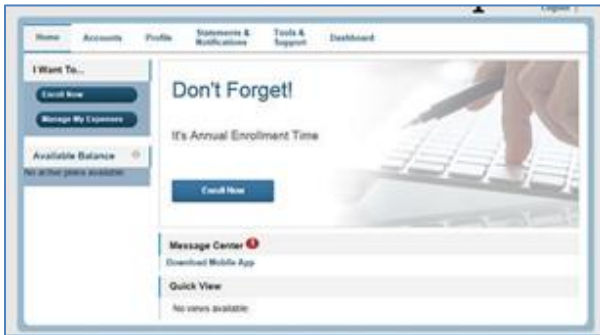 Logout
Home Accounts Profile Statements & Notifications Tools & Support Dashboard
I Want To...
Enroll Now
Manage My Expenses
Available Balance
No active plans available
Don't Forget!
It's Annual Enrollment Time
Enroll Now
Message Center
Download Mobile App
Quick View
No views available